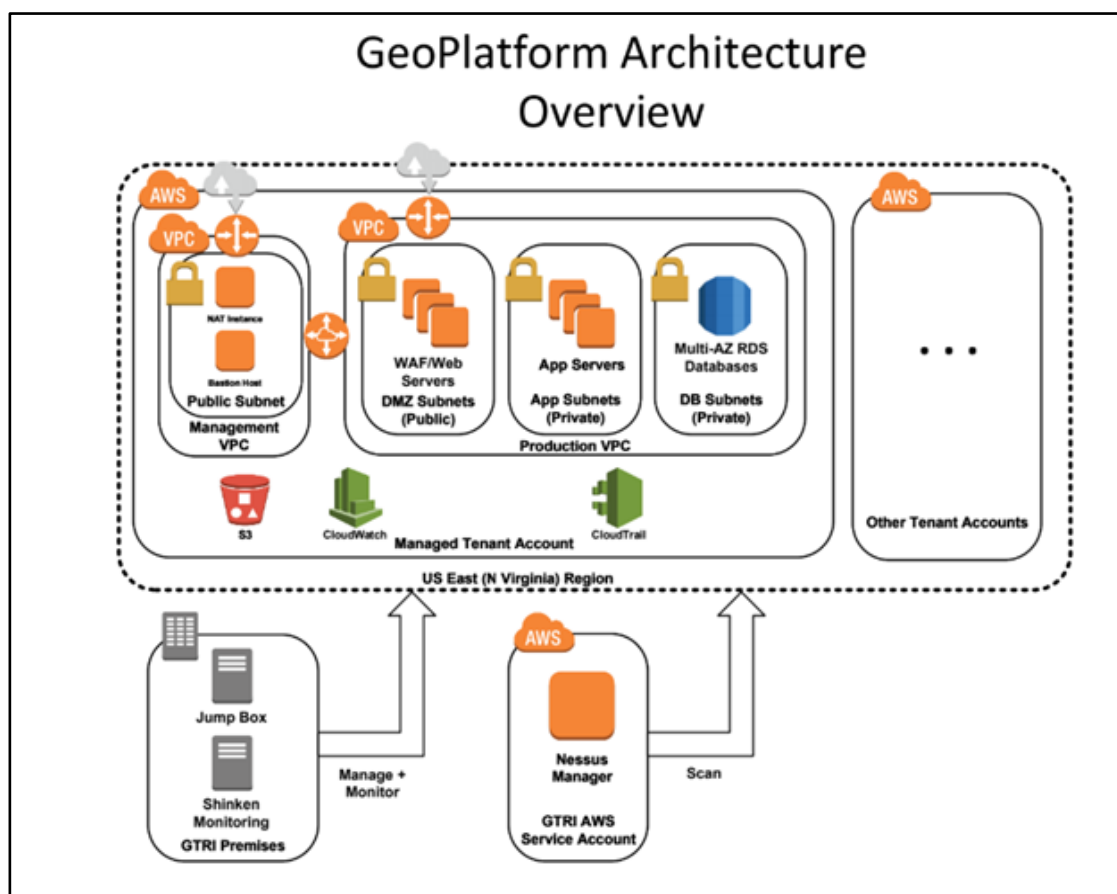 GeoPlatform Architecture
Overview
AWS
AWS
VPC
VPC
NAT Instance
Bastion Host
Public Subnet
Management
VPC
WAF/Web
Servers
DMZ Subnets
(Public)
App Servers
App Subnets
(Private)
Multi-AZ RDS
Databases
DB Subnets
(Private)
Production VPC
• • •
S3
CloudWatch
CloudTrail
Managed Tenant Account
Other Tenant Accounts
US East (N Virginia) Region
Jump Box
Shinken
Monitoring
GTRI Premises
Manage +
Monitor
AWS
Nessus
Manager
GTRI AWS
Service Account
Scan